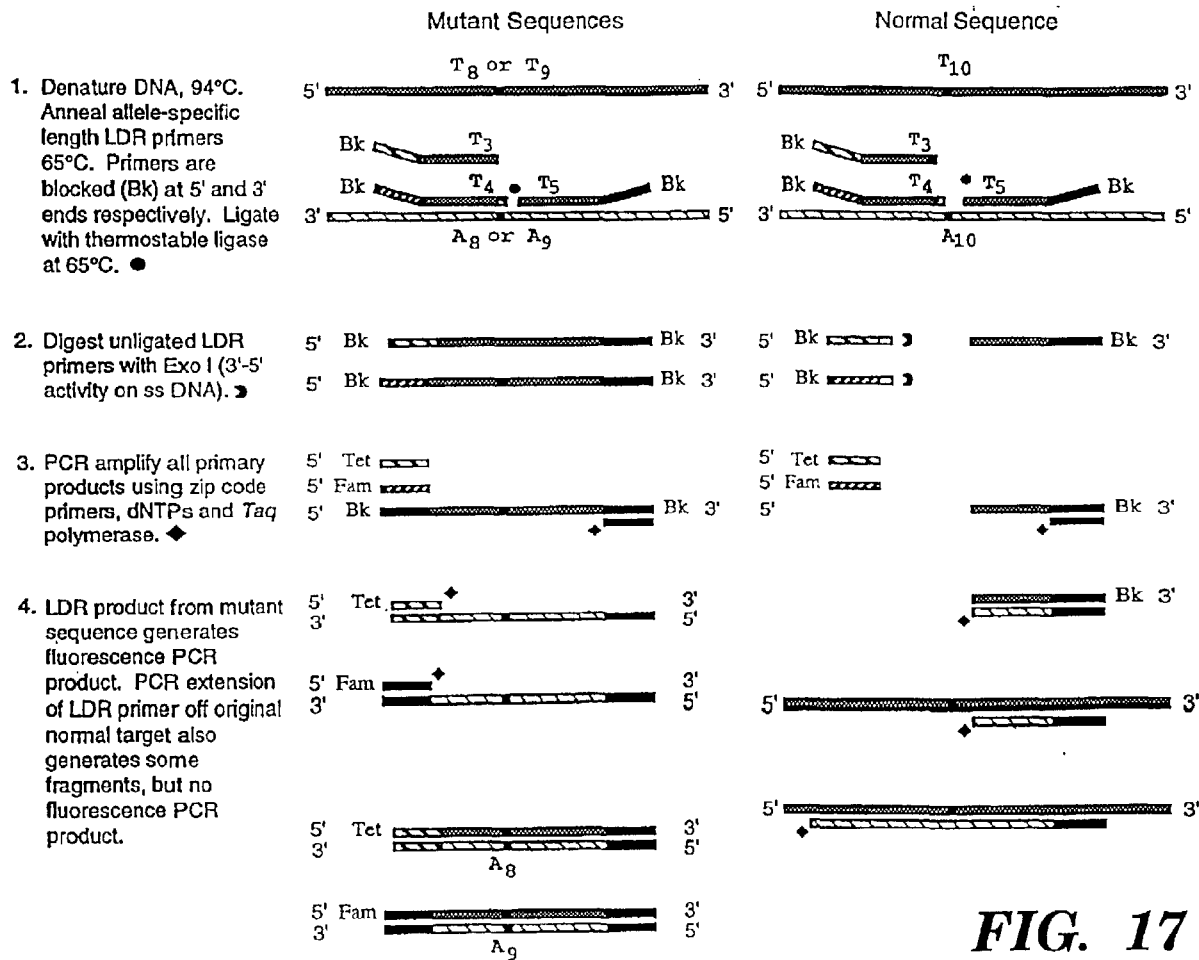 Mutant Sequences
Normal Sequence
1. Denature DNA, 94°C.
Anneal allele-specific
length LDR primers
65°C. Primers are
blocked (Bk) at 5' and 3'
ends respectively. Ligate
with thermostable ligase
at 65°C. ●
T8 or T9
5' 3'
Bk T3
Bk T4 ● T5 Bk
3' 5'
A8 or A9
T10
5' 3'
Bk T3
Bk T4 ● T5 Bk
3' 5'
A10
2. Digest unligated LDR
primers with Exo I (3'-5'
activity on ss DNA).
5' Bk Bk 3'
5' Bk Bk 3'
5' Bk Bk 3'
5' Bk
3. PCR amplify all primary
products using zip code
primers, dNTPs and Taq
polymerase. ◆
5' Tet
5' Fam
5' Bk Bk 3'
5' Tet
5' Fam
5' Bk 3'
4. LDR product from mutant
sequence generates
fluorescence PCR
product. PCR extension
of LDR primer off original
normal target also
generates some
fragments, but no
fluorescence PCR
product.
5' Tet 3'
3' 5'
5' Fam 3'
3' 5'
5' Tet 3'
3' 5'
A8
5' Fam 3'
3' 5'
A9
Bk 3'
5' 3'
5' 3'
FIG. 17